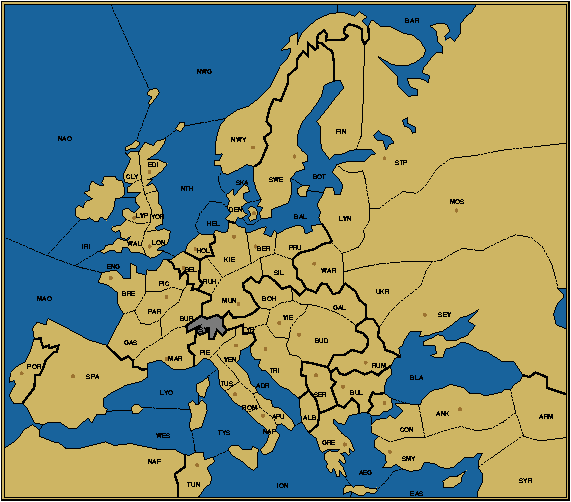 BAR
NWG
NAO
NWY
FIN
EDI
STP
CLY
SWE
BOT
SKA
NTH
MOS
DEN
LVP
YOR
BAL
LVN
HEL
WAL
LON
IRI
HOL
KIE
BER
PRU
ENG
BEL
SIL
WAR
RUH
PIC
UKR
MAO
BRE
MUN
BOH
GAL
PAR
SEY
BUR
VIE
BUD
GAS
PIE
VEN
MAR
POR
RUM
SPA
TRI
BLA
TUS
ADR
LYO
SER
BUL
ROM
APU
ANK
ALB
ARM
CON
WES
TYS
NAP
GRE
NAF
SMY
AEG
TUN
SYR
ION
EAS